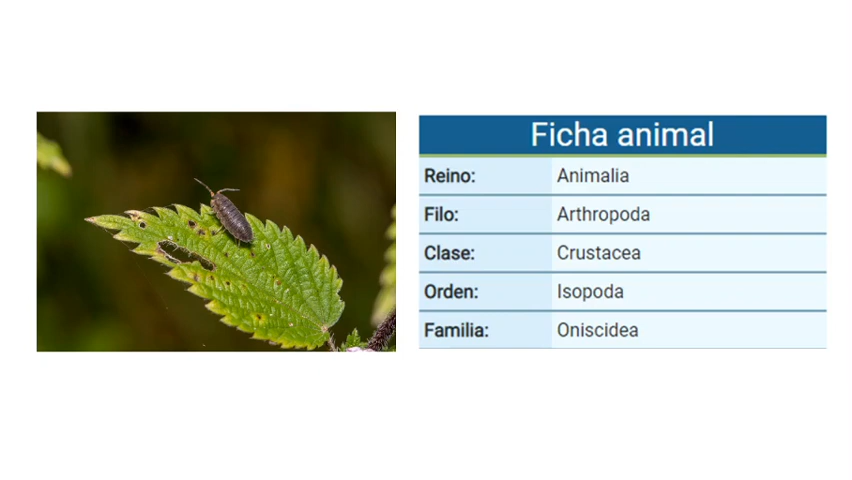 Ficha animal
Reino: Animalia
Filo: Arthropoda
Clase: Crustacea
Orden: Isopoda
Familia: Oniscidea